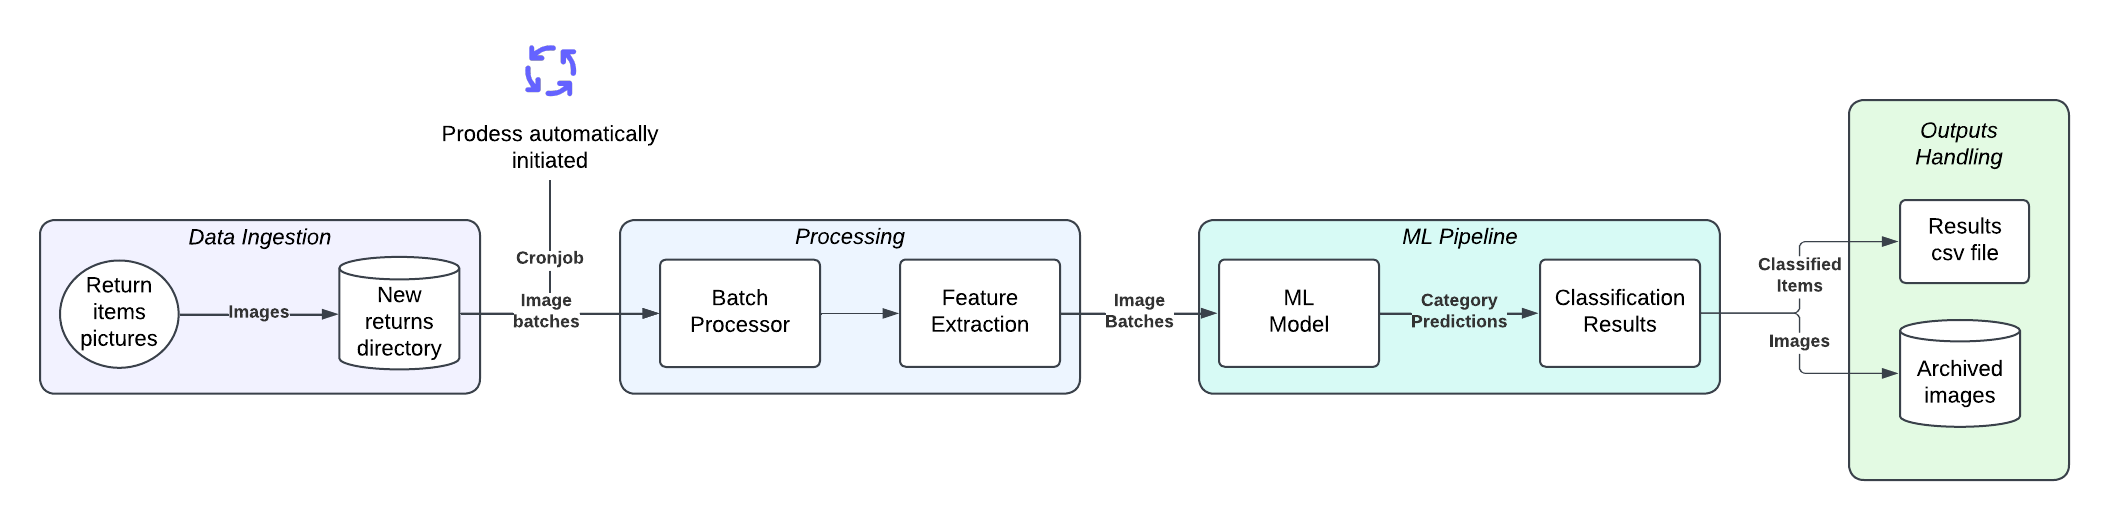 Prodess automatically
initiated
Cronjob
Data Ingestion
Return
items
pictures
Images
New
returns
directory
Image
batches
Processing
Batch
Processor
Feature
Extraction
Image
Batches
ML Pipeline
ML
Model
Category
Predictions
Classification
Results
Classified
Items
Images
Outputs
Handling
Results
csv file
Archived
images